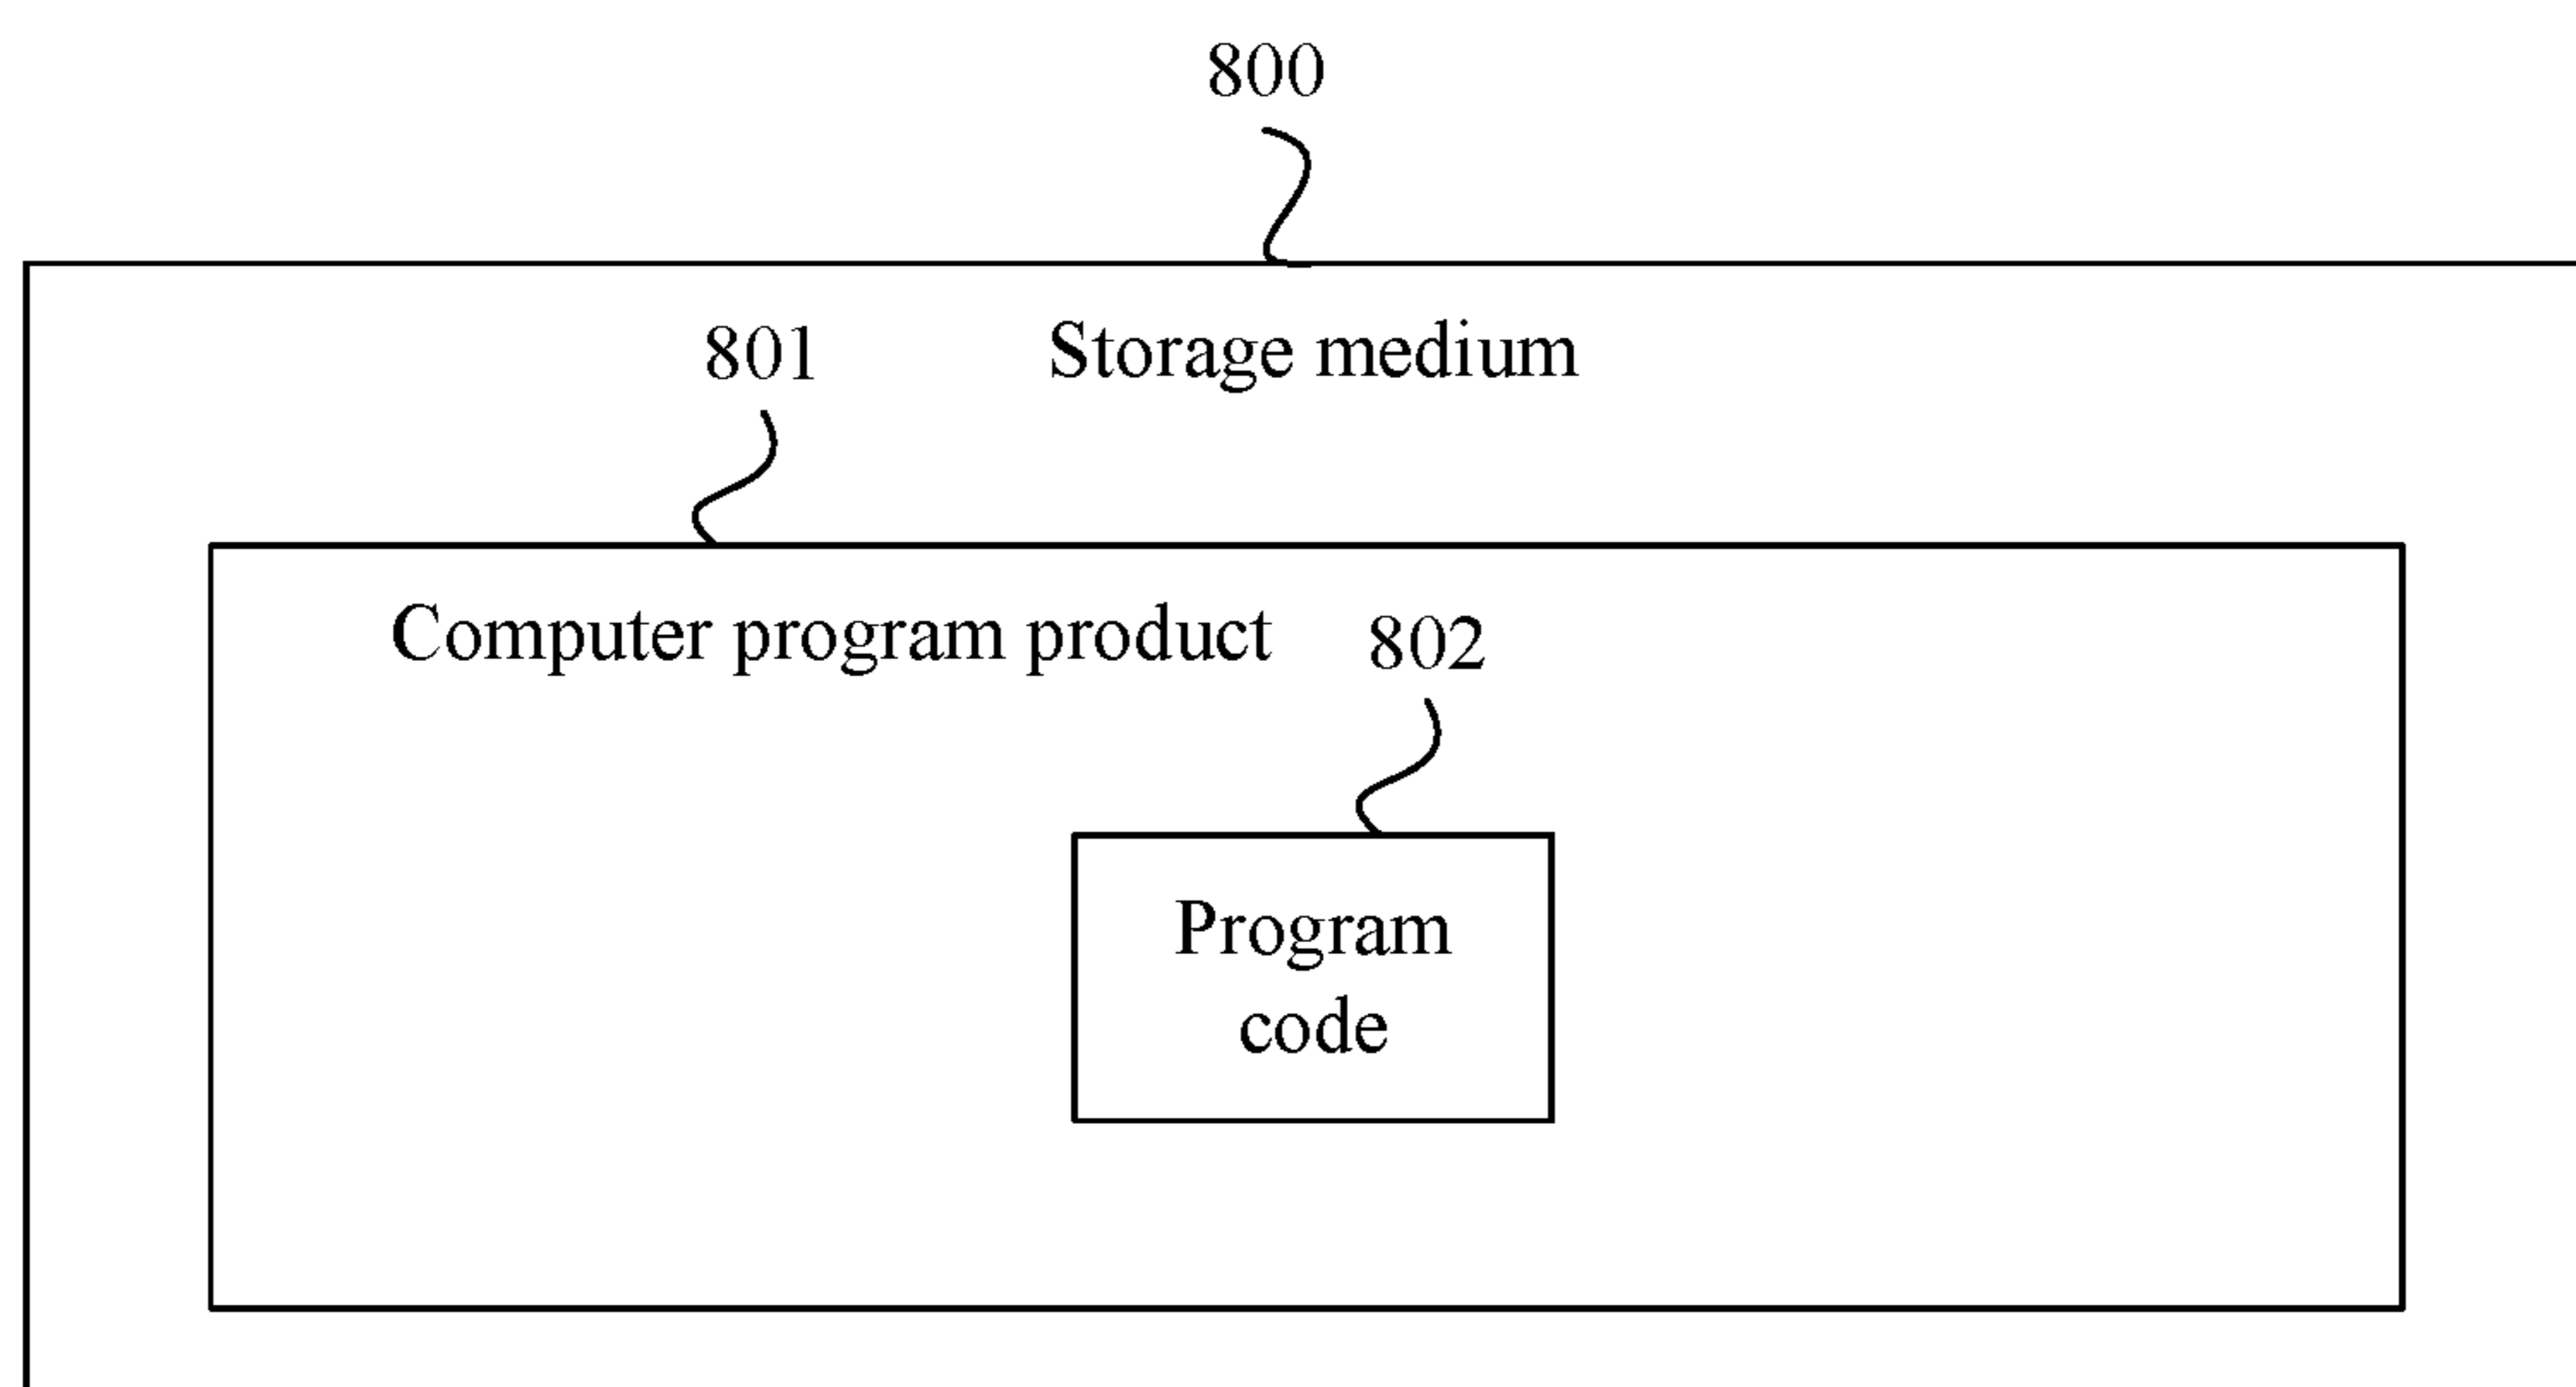 800
801
Storage medium
Computer program product
802
Program
code